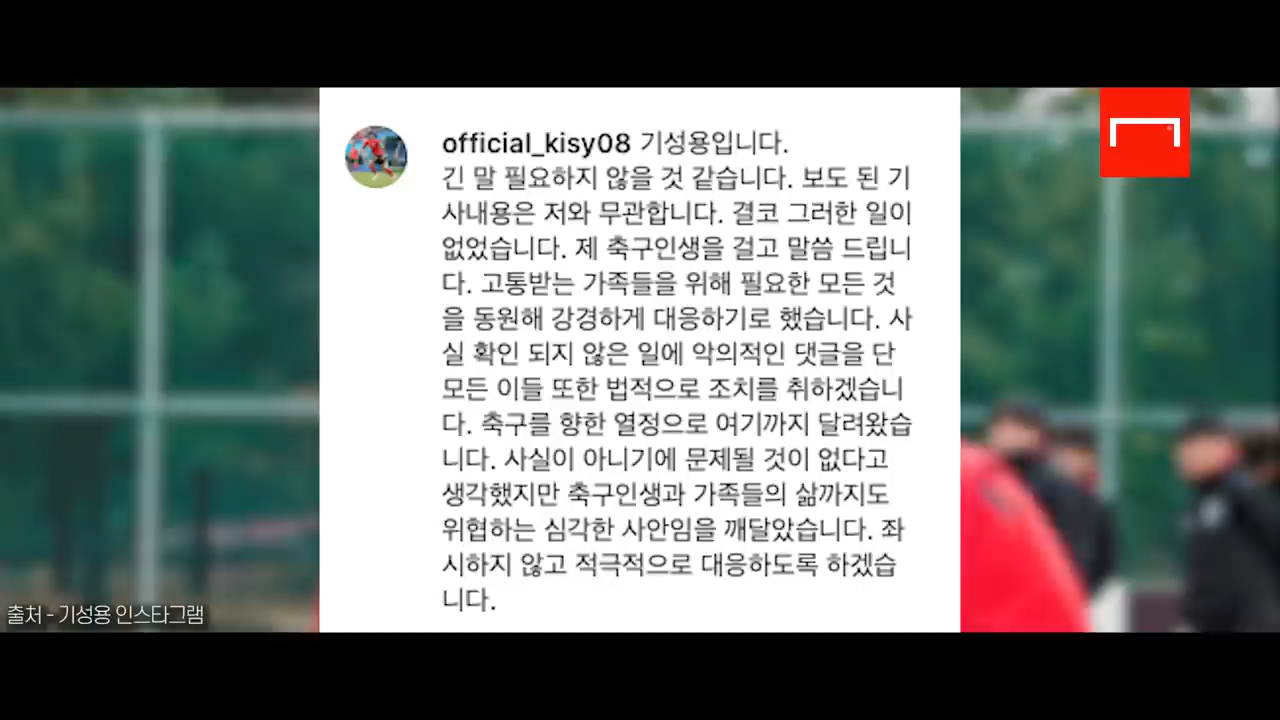 official_kisy08 기성용입니다.
긴 말 필요하지 않을 것 같습니다. 보도 된 기
사내용은 저와 무관합니다. 결코 그러한 일이
없었습니다. 제 축구인생을 걸고 말씀 드립니
다. 고통받는 가족들을 위해 필요한 모든 것
을 동원해 강경하게 대응하기로 했습니다. 사
실 확인 되지 않은 일에 악의적인 댓글을 단
모든 이들 또한 법적으로 조치를 취하겠습니
다. 축구를 향한 열정으로 여기까지 달려왔습
니다. 사실이 아니기에 문제될 것이 없다고
생각했지만 축구인생과 가족들의 삶까지도
위협하는 심각한 사안임을 깨달았습니다. 좌
시하지 않고 적극적으로 대응하도록 하겠습
니다.
출처 - 기성용 인스타그램